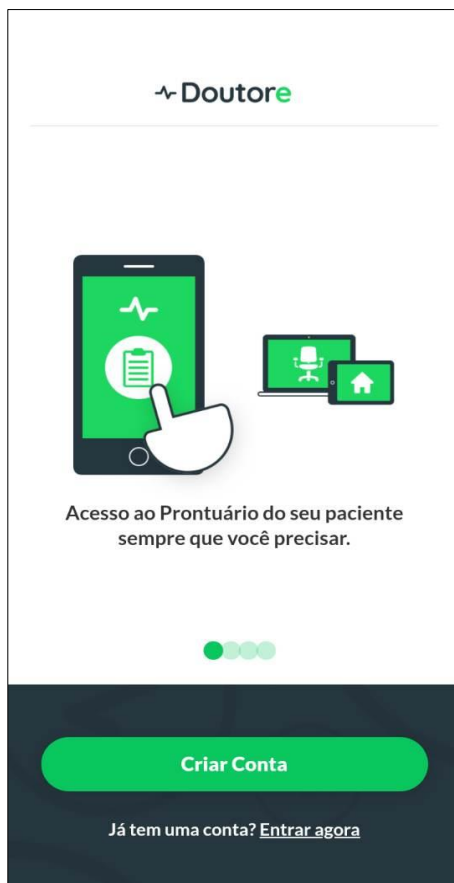 Doutore
Acesso ao Prontuário do seu paciente
sempre que você precisar.
Criar Conta
Já tem uma conta? Entrar agora